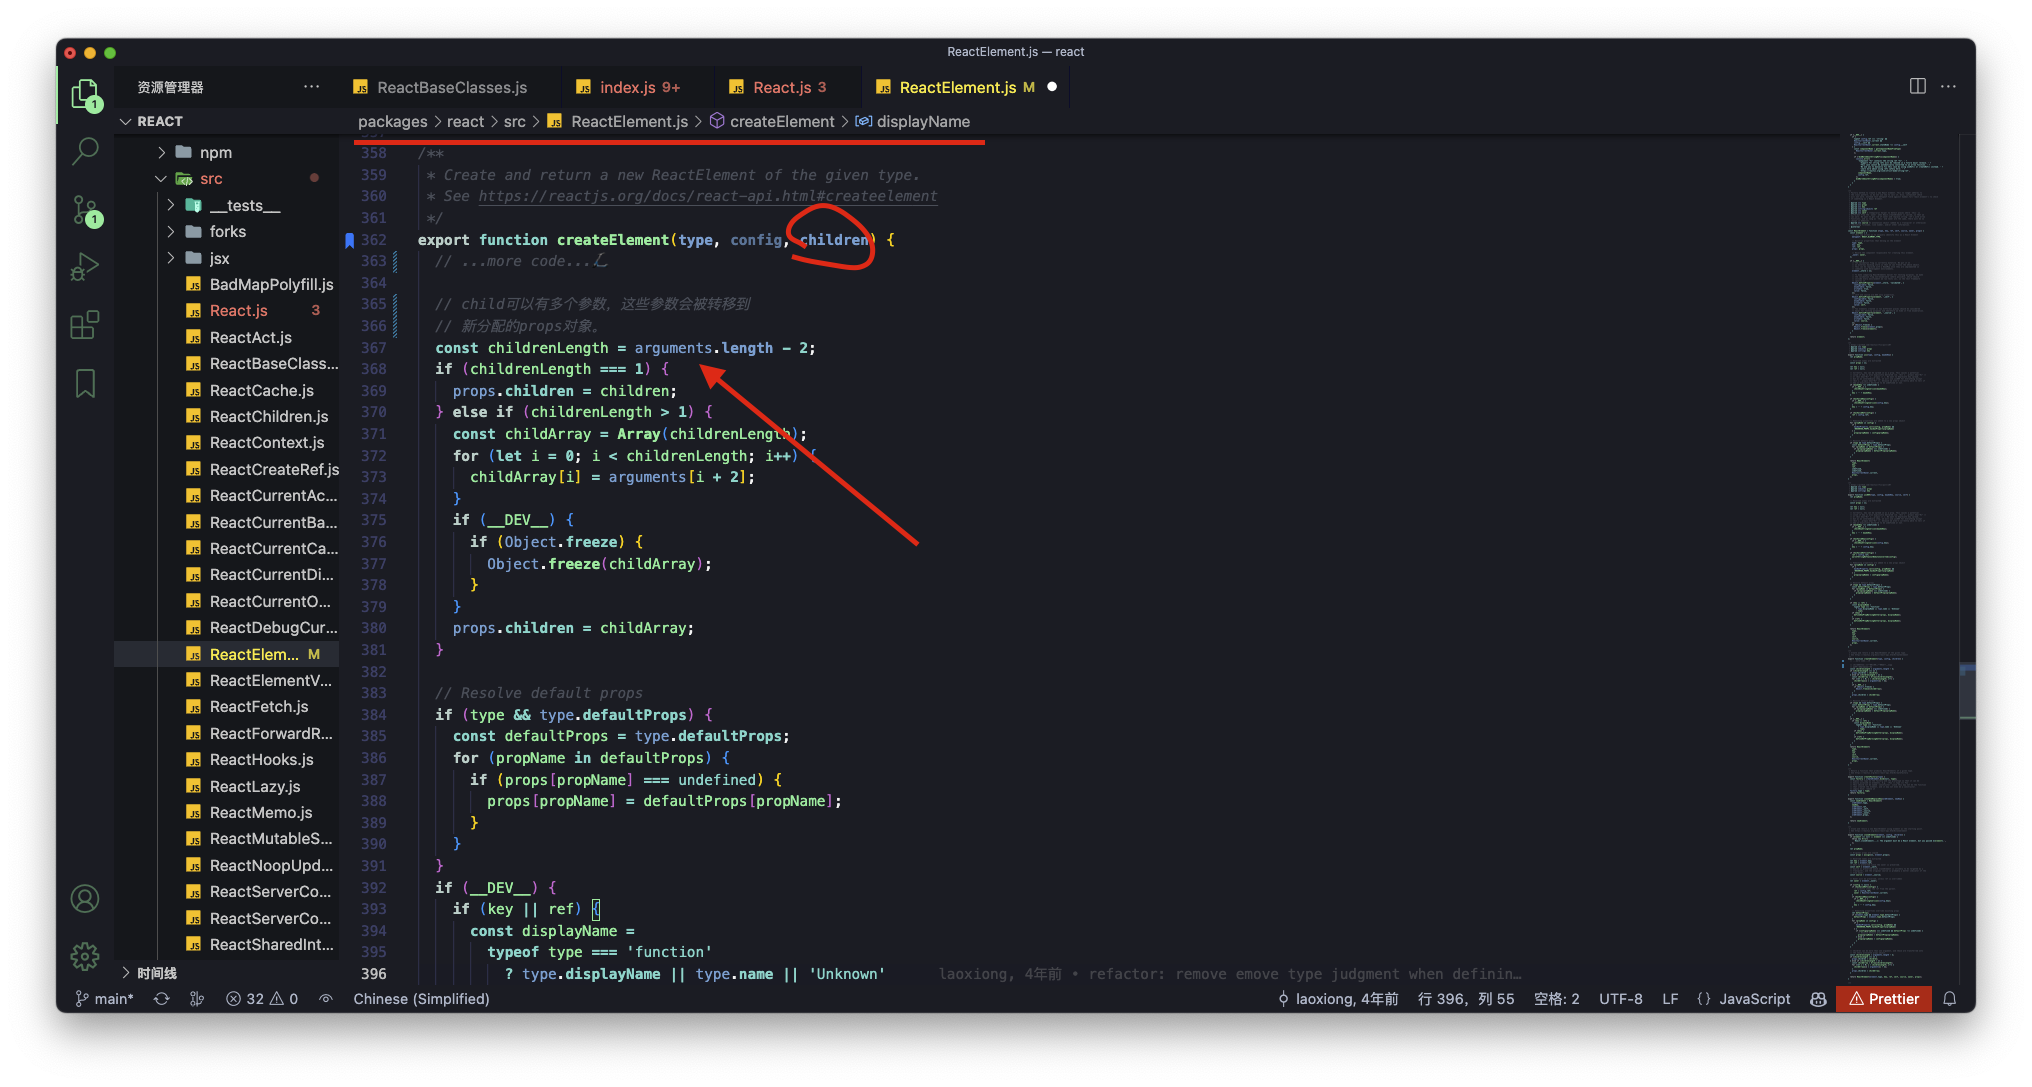 ReactElement.js — react
资源管理器
ReactBaseClasses.js
index.js 9+
React.js 3
ReactElement.js M
REACT
packages > react > src > ReactElement.js > createElement > displayName
npm
src
__tests__
forks
jsx
BadMapPolyfill.js
React.js 3
ReactAct.js
ReactBaseClass...
ReactCache.js
ReactChildren.js
ReactContext.js
ReactCreateRef.js
ReactCurrentAc...
ReactCurrentBa...
ReactCurrentCa...
ReactCurrentDi...
ReactCurrentO...
ReactDebugCur...
ReactElem... M
ReactElementV...
ReactFetch.js
ReactForwardR...
ReactHooks.js
ReactLazy.js
ReactMemo.js
ReactMutableS...
ReactNoopUpd...
ReactServerCo...
ReactServerCo...
ReactSharedInt...
时间线
358 /**
359  * Create and return a new ReactElement of the given type.
360  * See https://reactjs.org/docs/react-api.html#createelement
361  */
362 export function createElement(type, config, children) {
363   // ...more code...
364
365   // child可以有多个参数，这些参数会被转移到
366   // 新分配的props对象。
367   const childrenLength = arguments.length - 2;
368   if (childrenLength === 1) {
369     props.children = children;
370   } else if (childrenLength > 1) {
371     const childArray = Array(childrenLength);
372     for (let i = 0; i < childrenLength; i++) {
373       childArray[i] = arguments[i + 2];
374     }
375     if (__DEV__) {
376       if (Object.freeze) {
377         Object.freeze(childArray);
378       }
379     }
380     props.children = childArray;
381   }
382
383   // Resolve default props
384   if (type && type.defaultProps) {
385     const defaultProps = type.defaultProps;
386     for (propName in defaultProps) {
387       if (props[propName] === undefined) {
388         props[propName] = defaultProps[propName];
389       }
390     }
391   }
392   if (__DEV__) {
393     if (key || ref) {
394       const displayName =
395         typeof type === 'function'
396           ? type.displayName || type.name || 'Unknown' laoxiong, 4年前 • refactor: remove emove type judgment when definin…
main* 32 0 Chinese (Simplified) laoxiong, 4年前 行 396，列 55 空格: 2 UTF-8 LF {} JavaScript Prettier
1
1